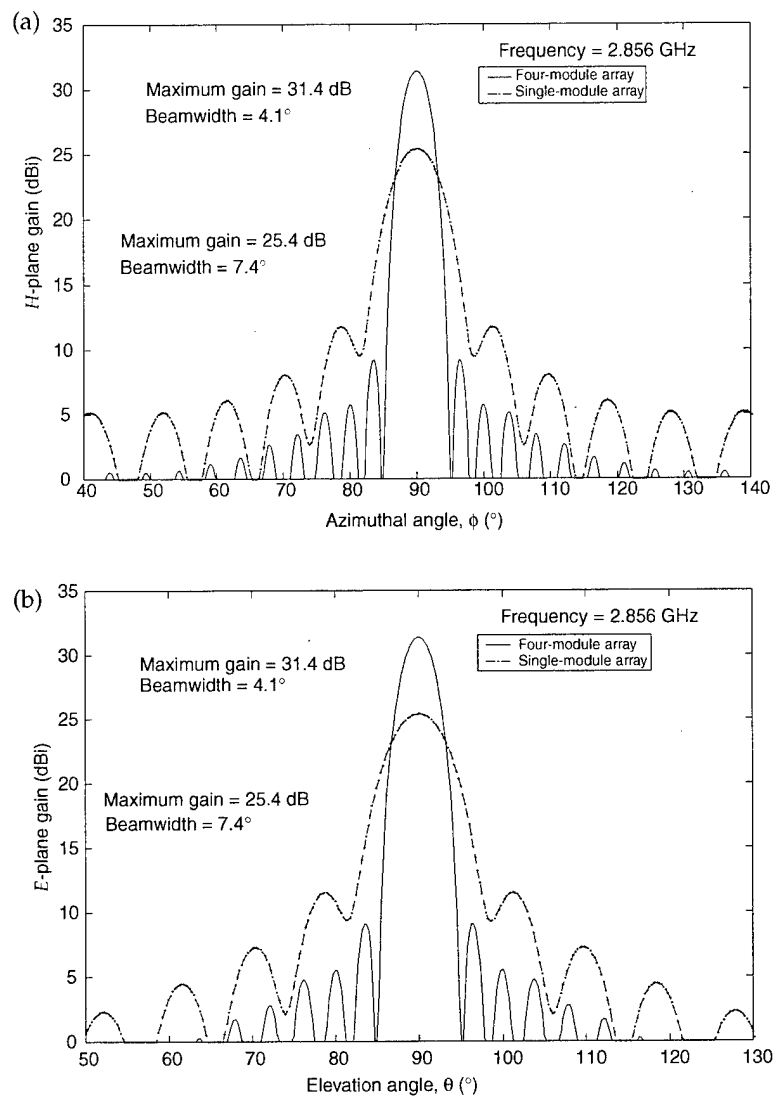 (a)
35
30
25
20
15
10
5
0
H-plane gain (dBi)
Frequency = 2.856 GHz
Four-module array
Single-module array
Maximum gain = 31.4 dB
Beamwidth = 4.1°
Maximum gain = 25.4 dB
Beamwidth = 7.4°
40 50 60 70 80 90 100 110 120 130 140
Azimuthal angle, ϕ (°)
(b)
35
30
25
20
15
10
5
0
E-plane gain (dBi)
Frequency = 2.856 GHz
Four-module array
Single-module array
Maximum gain = 31.4 dB
Beamwidth = 4.1°
Maximum gain = 25.4 dB
Beamwidth = 7.4°
50 60 70 80 90 100 110 120 130
Elevation angle, θ (°)